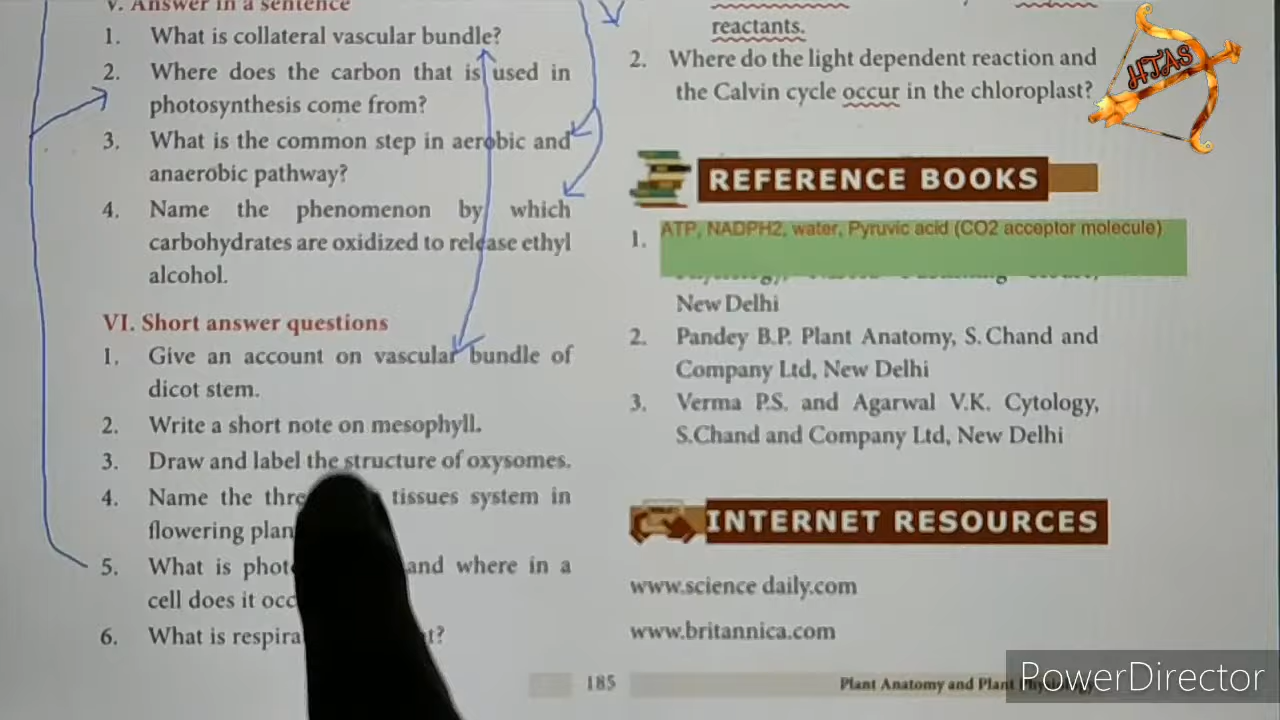 V. Answer in a sentence
1. What is collateral vascular bundle?
2. Where does the carbon that is used in
photosynthesis come from?
3. What is the common step in aerobic and
anaerobic pathway?
4. Name the phenomenon by which
carbohydrates are oxidized to release ethyl
alcohol.
VI. Short answer questions
1. Give an account on vascular bundle of
dicot stem.
2. Write a short note on mesophyll.
3. Draw and label the structure of oxysomes.
4. Name the tissues system in
flowering
5. What is and where in a
cell does it
6. What is
reactants.
2. Where do the light dependent reaction and
the Calvin cycle occur in the chloroplast?
HTAS
REFERENCE BOOKS
1. ATP, NADPH2, water, Pyruvic acid (CO2 acceptor molecule)
New Delhi
2. Pandey B.P. Plant Anatomy, S. Chand and
Company Ltd, New Delhi
3. Verma P.S. and Agarwal V.K. Cytology,
S.Chand and Company Ltd, New Delhi
INTERNET RESOURCES
www.science daily.com
www.britannica.com
185 Plant Anatomy and Plant Physiology
PowerDirector